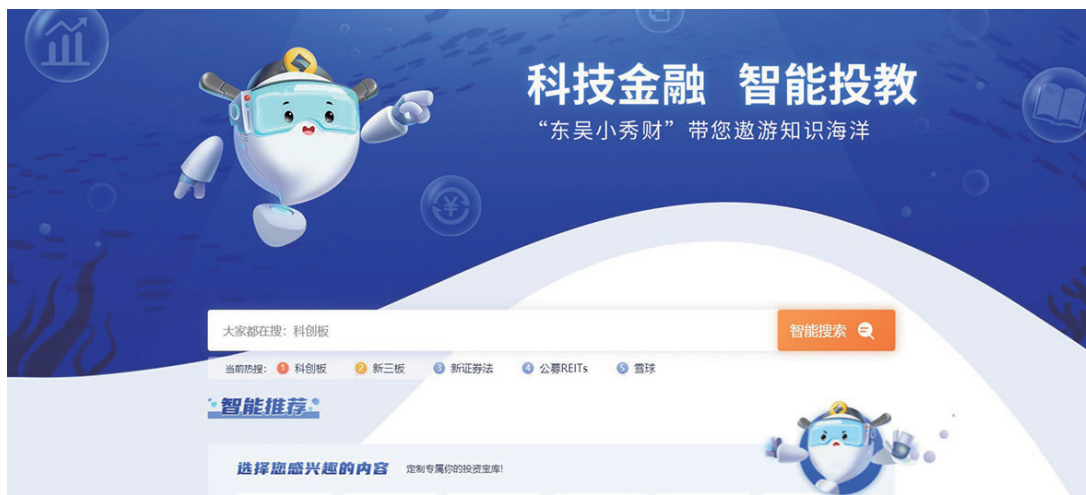 科技金融 智能投教
“东吴小秀财”带您遨游知识海洋
大家都在搜：科创板
智能搜索
当前热搜： 1 科创板 2 新三板 3 新证券法 4 公募REITs 5 雪球
智能推荐
选择您感兴趣的内容 定制专属你的投资宝库!